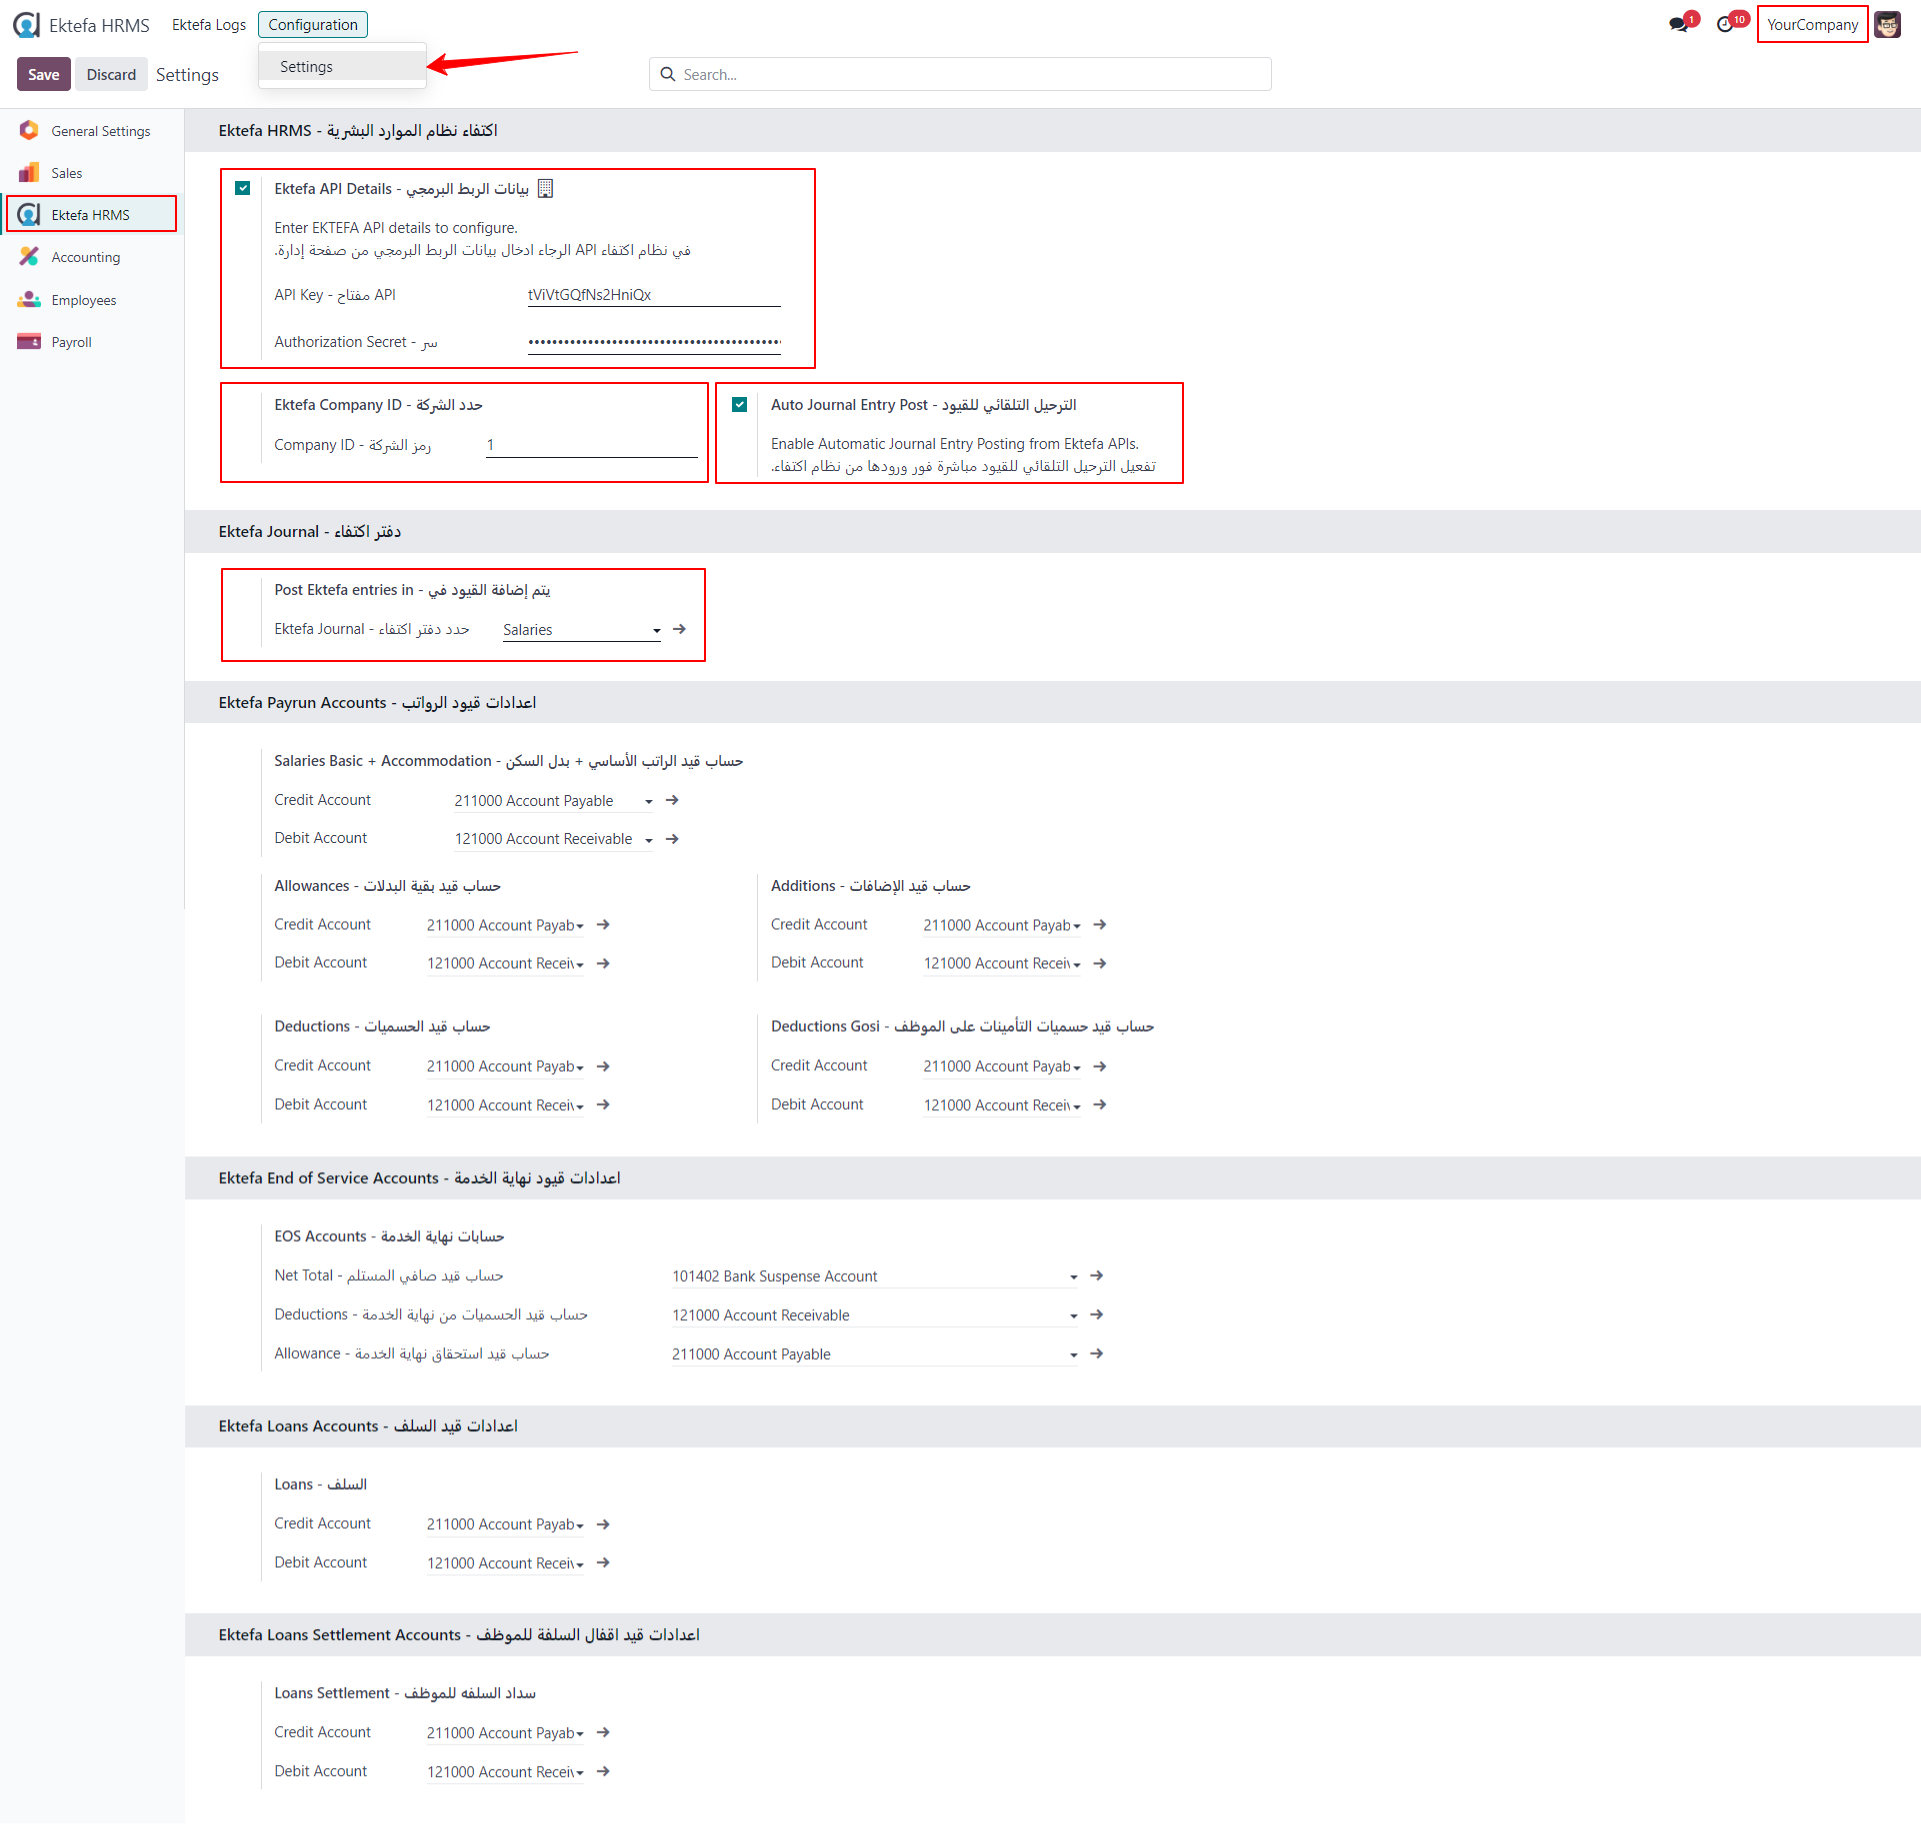 Ektefa HRMS Ektefa Logs Configuration 1 10 YourCompany
Save Discard Settings Settings Search...
General Settings
Sales
Ektefa HRMS
Accounting
Employees
Payroll
Ektefa HRMS - اكتفاء نظام الموارد البشرية
Ektefa API Details - بيانات الربط البرمجي
Enter EKTEFA API details to configure.
في نظام اكتفاء API الرجاء ادخال بيانات الربط البرمجي من صفحة إدارة.
API Key - مفتاح API tViVtGQfNs2HniQx
Authorization Secret - سر
Ektefa Company ID - حدد الشركة
Company ID - رمز الشركة 1
Auto Journal Entry Post - الترحيل التلقائي للقيود
Enable Automatic Journal Entry Posting from Ektefa APIs.
تفعيل الترحيل التلقائي للقيود مباشرة فور ورودها من نظام اكتفاء.
Ektefa Journal - دفتر اكتفاء
Post Ektefa entries in - يتم إضافة القيود في
Ektefa Journal - حدد دفتر اكتفاء Salaries
Ektefa Payrun Accounts - اعدادات قيود الرواتب
Salaries Basic + Accommodation - حساب قيد الراتب الأساسي + بدل السكن
Credit Account 211000 Account Payable
Debit Account 121000 Account Receivable
Allowances - حساب قيد بقية البدلات
Credit Account 211000 Account Payab
Debit Account 121000 Account Recei
Additions - حساب قيد الإضافات
Credit Account 211000 Account Payab
Debit Account 121000 Account Recei
Deductions - حساب قيد الحسميات
Credit Account 211000 Account Payab
Debit Account 121000 Account Recei
Deductions Gosi - حساب قيد حسميات التأمينات على الموظف
Credit Account 211000 Account Payab
Debit Account 121000 Account Recei
Ektefa End of Service Accounts - اعدادات قيود نهاية الخدمة
EOS Accounts - حسابات نهاية الخدمة
Net Total - حساب قيد صافي المستلم 101402 Bank Suspense Account
Deductions - حساب قيد الحسميات من نهاية الخدمة 121000 Account Receivable
Allowance - حساب قيد استحقاق نهاية الخدمة 211000 Account Payable
Ektefa Loans Accounts - اعدادات قيد السلف
Loans - السلف
Credit Account 211000 Account Payab
Debit Account 121000 Account Recei
Ektefa Loans Settlement Accounts - اعدادات قيد اقفال السلفة للموظف
Loans Settlement - سداد السلفه للموظف
Credit Account 211000 Account Payab
Debit Account 121000 Account Recei